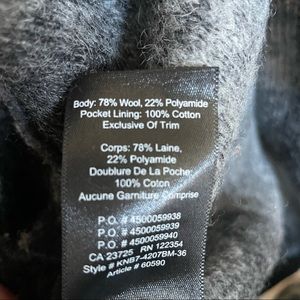 Body: 78% Wool, 22% Polyamide
Pocket Lining: 100% Cotton
Exclusive Of Trim
Corps: 78% Laine,
22% Polyamide
Doublure De La Poche:
100% Coton
Aucune Garniture Comprise
P.O. # 4500059938
P.O. # 4500059939
P.O. # 4500059940
CA 23725 RN 122354
Style # KNB7-4207BM-36
Article # 60590